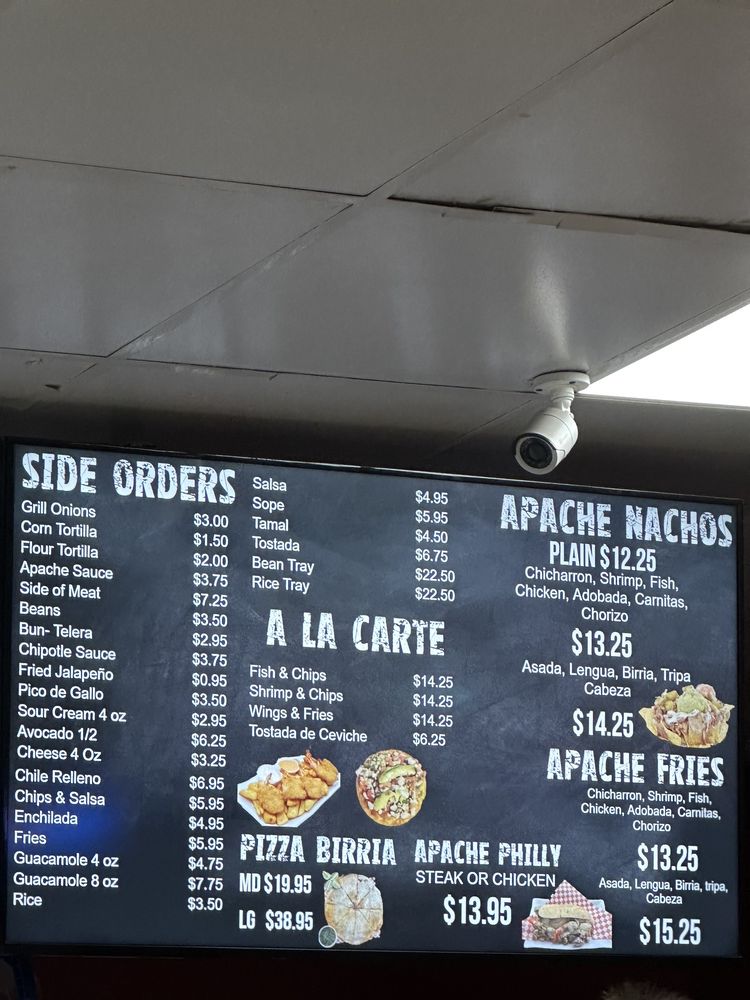 SIDE ORDERS
Grill Onions $3.00
Corn Tortilla $1.50
Flour Tortilla $2.00
Apache Sauce $3.75
Side of Meat $7.25
Beans $3.50
Bun- Telera $2.95
Chipotle Sauce $3.75
Fried Jalapeño $0.95
Pico de Gallo $3.50
Sour Cream 4 oz $2.95
Avocado 1/2 $6.25
Cheese 4 Oz $3.25
Chile Relleno $6.95
Chips & Salsa $5.95
Enchilada $4.95
Fries $5.95
Guacamole 4 oz $4.75
Guacamole 8 oz $7.75
Rice $3.50
Salsa $4.95
Sope $5.95
Tamal $4.50
Tostada $6.75
Bean Tray $22.50
Rice Tray $22.50
A LA CARTE
Fish & Chips $14.25
Shrimp & Chips $14.25
Wings & Fries $14.25
Tostada de Ceviche $6.25
PIZZA BIRRIA
MD $19.95
LG $38.95
APACHE PHILLY
STEAK OR CHICKEN
$13.95
APACHE NACHOS
PLAIN $12.25
Chicharron, Shrimp, Fish,
Chicken, Adobada, Carnitas,
Chorizo
$13.25
Asada, Lengua, Birria, Tripa
Cabeza
$14.25
APACHE FRIES
Chicharron, Shrimp, Fish,
Chicken, Adobada, Carnitas,
Chorizo
$13.25
Asada, Lengua, Birria, tripa,
Cabeza
$15.25